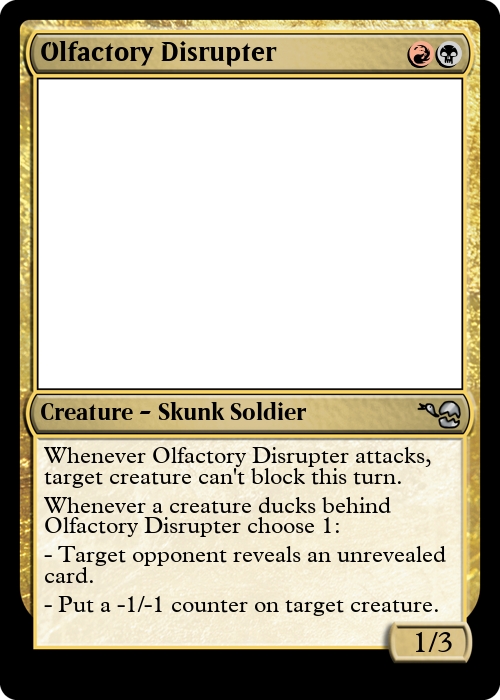 Olfactory Disrupter
Creature – Skunk Soldier
Whenever Olfactory Disrupter attacks,
target creature can't block this turn.
Whenever a creature ducks behind
Olfactory Disrupter choose 1:
- Target opponent reveals an unrevealed
card.
- Put a -1/-1 counter on target creature.
1/3